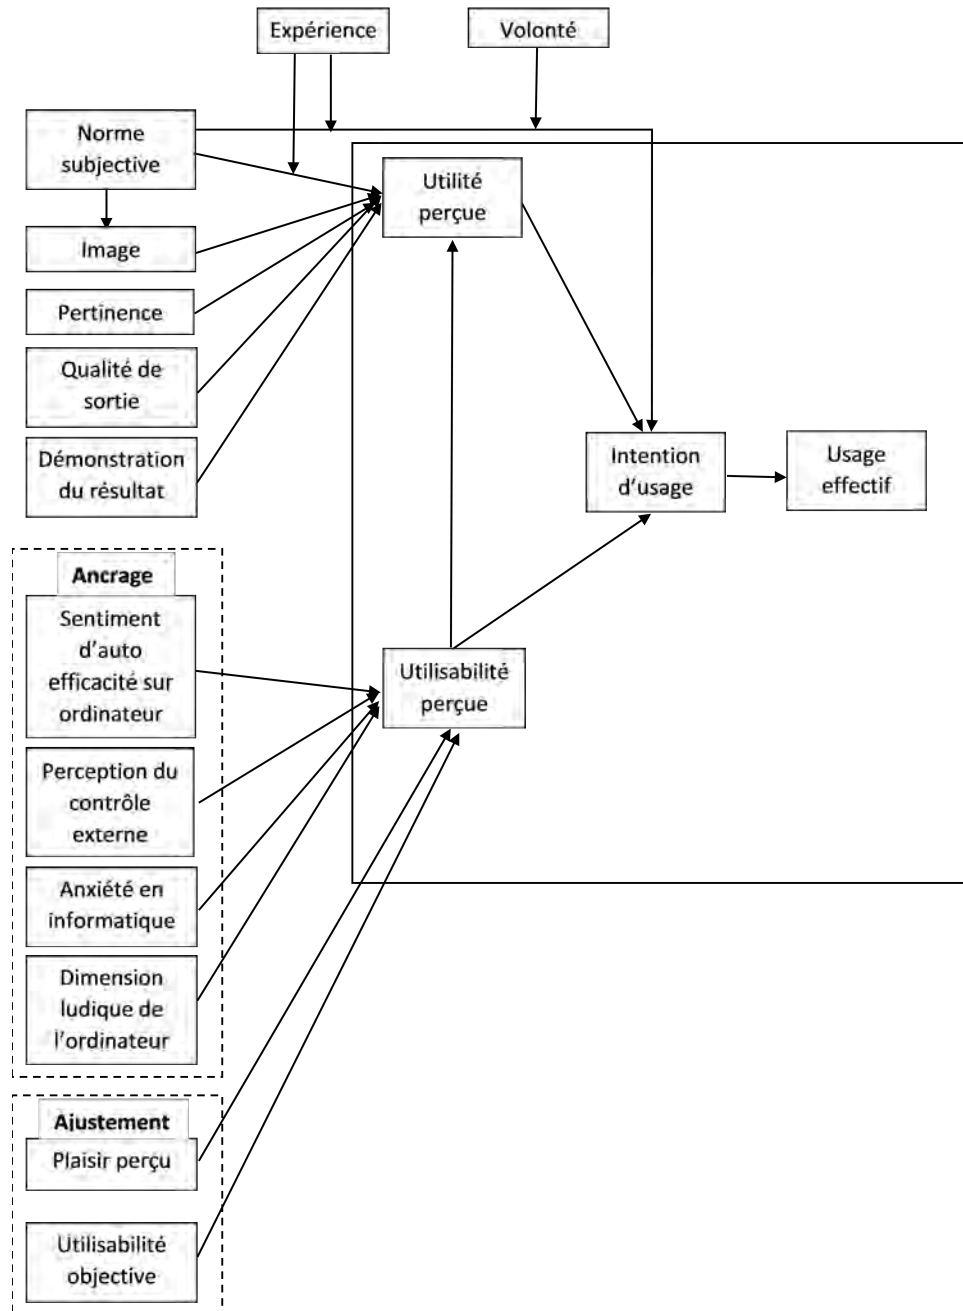 Expérience
Volonté
Norme
subjective
Utilité
perçue
Image
Pertinence
Qualité de
sortie
Démonstration
du résultat
Intention
d'usage
Usage
effectif
Ancrage
Sentiment
d'auto
efficacité sur
ordinateur
Utilisabilité
perçue
Perception du
contrôle
externe
Anxiété en
informatique
Dimension
ludique de
l'ordinateur
Ajustement
Plaisir perçu
Utilisabilité
objective